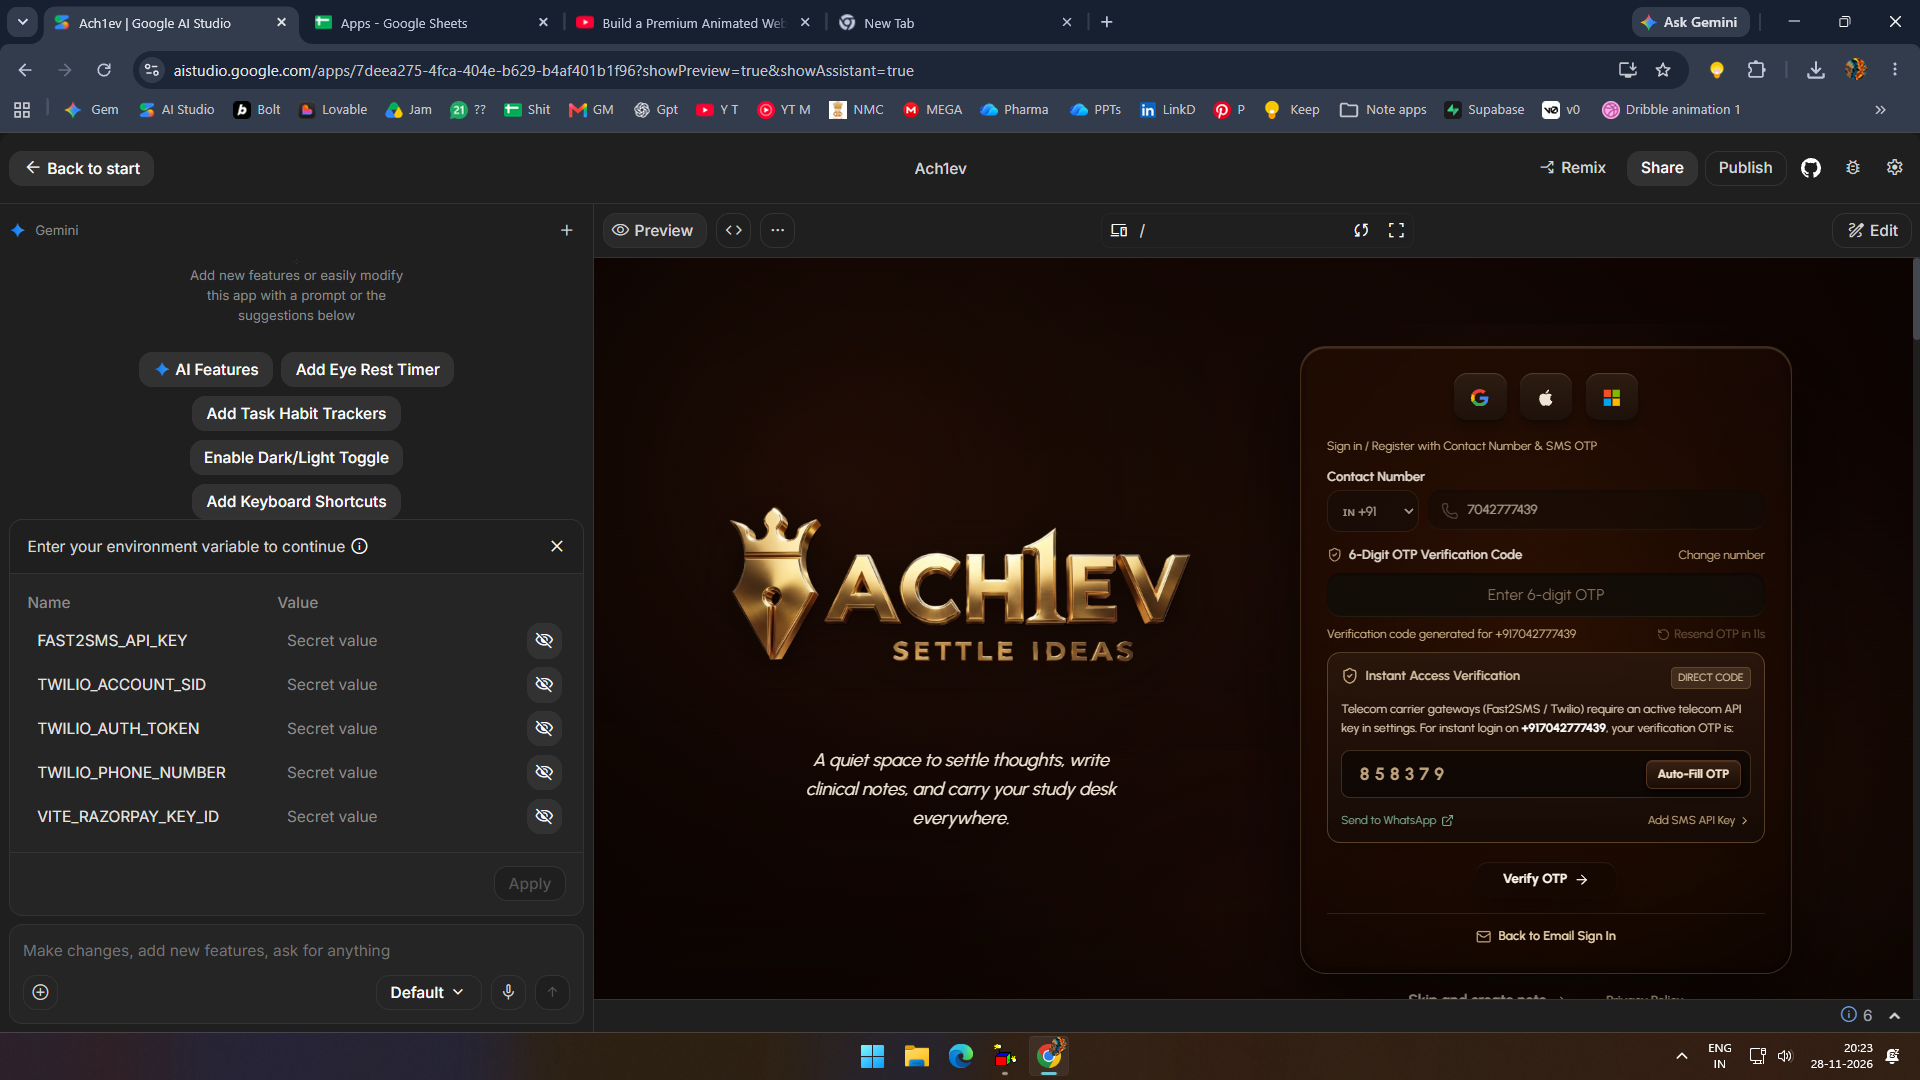 Ach1ev | Google AI Studio
Apps - Google Sheets
Build a Premium Animated Web
New Tab
Ask Gemini
aistudio.google.com/apps/7deea275-4fca-404e-b629-b4af401b1f96?showPreview=true&showAssistant=true
Gem
AI Studio
b Bolt
Lovable
Jam
21 ??
Shit
GM
Gpt
Y T
YT M
NMC
MEGA
Pharma
PPTs
in LinkD
P
Keep
Note apps
Supabase
v0 v0
Dribble animation 1
Back to start
Ach1ev
Remix
Share
Publish
Gemini
Preview
/
Edit
Add new features or easily modify
this app with a prompt or the
suggestions below
AI Features
Add Eye Rest Timer
Add Task Habit Trackers
Enable Dark/Light Toggle
Add Keyboard Shortcuts
Enter your environment variable to continue
Name Value
FAST2SMS_API_KEY Secret value
TWILIO_ACCOUNT_SID Secret value
TWILIO_AUTH_TOKEN Secret value
TWILIO_PHONE_NUMBER Secret value
VITE_RAZORPAY_KEY_ID Secret value
Apply
Make changes, add new features, ask for anything
Default
ACH1EV
SETTLE IDEAS
A quiet space to settle thoughts, write
clinical notes, and carry your study desk
everywhere.
Sign in / Register with Contact Number & SMS OTP
Contact Number
IN +91
7042777439
6-Digit OTP Verification Code
Change number
Enter 6-digit OTP
Verification code generated for +917042777439
Resend OTP in 11s
Instant Access Verification
DIRECT CODE
Telecom carrier gateways (Fast2SMS / Twilio) require an active telecom API
key in settings. For instant login on +917042777439, your verification OTP is:
858379
Auto-Fill OTP
Send to WhatsApp
Add SMS API Key
Verify OTP
Back to Email Sign In
Skip and create note
Privacy Policy
6
ENG
IN
20:23
28-11-2026